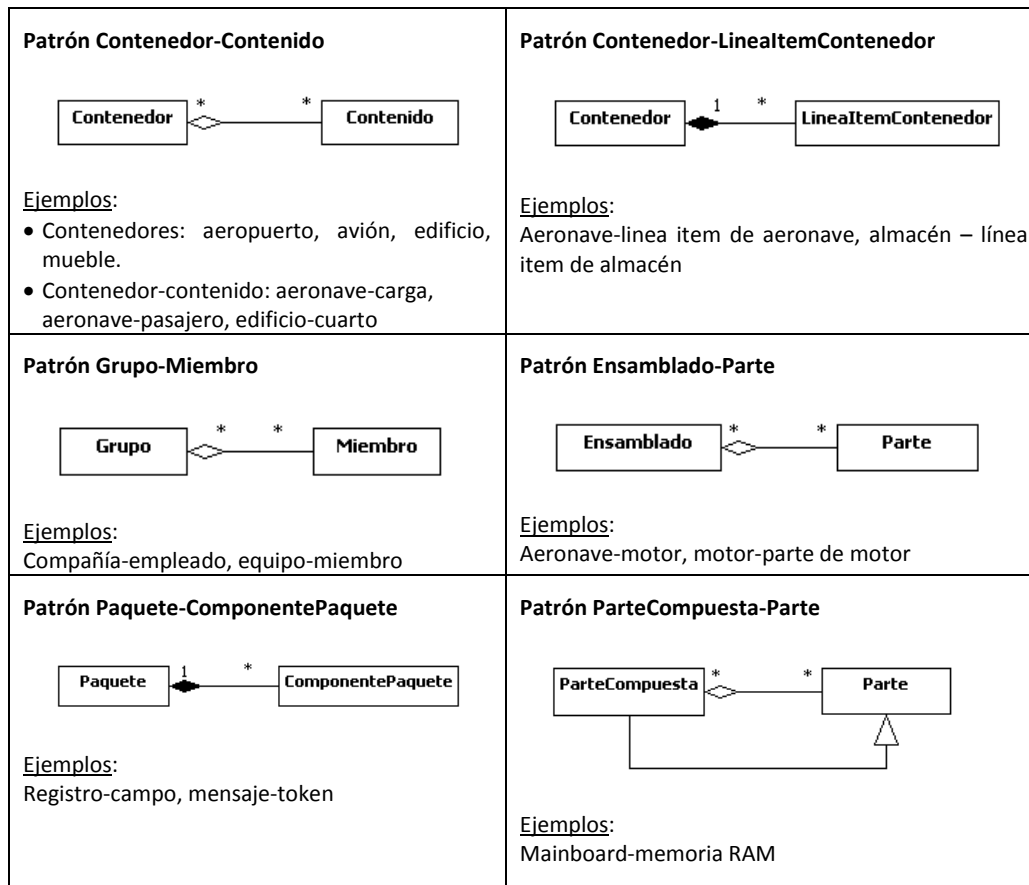 Patrón Contenedor-Contenido
Contenedor * * Contenido
Ejemplos:
• Contenedores: aeropuerto, avión, edificio,
mueble.
• Contenedor-contenido: aeronave-carga,
aeronave-pasajero, edificio-cuarto
Patrón Contenedor-LineaItemContenedor
Contenedor 1 * LineaItemContenedor
Ejemplos:
Aeronave-linea item de aeronave, almacén – línea
item de almacén
Patrón Grupo-Miembro
Grupo * * Miembro
Ejemplos:
Compañía-empleado, equipo-miembro
Patrón Ensamblado-Parte
Ensamblado * * Parte
Ejemplos:
Aeronave-motor, motor-parte de motor
Patrón Paquete-ComponentePaquete
Paquete 1 * ComponentePaquete
Ejemplos:
Registro-campo, mensaje-token
Patrón ParteCompuesta-Parte
ParteCompuesta * * Parte
Ejemplos:
Mainboard-memoria RAM